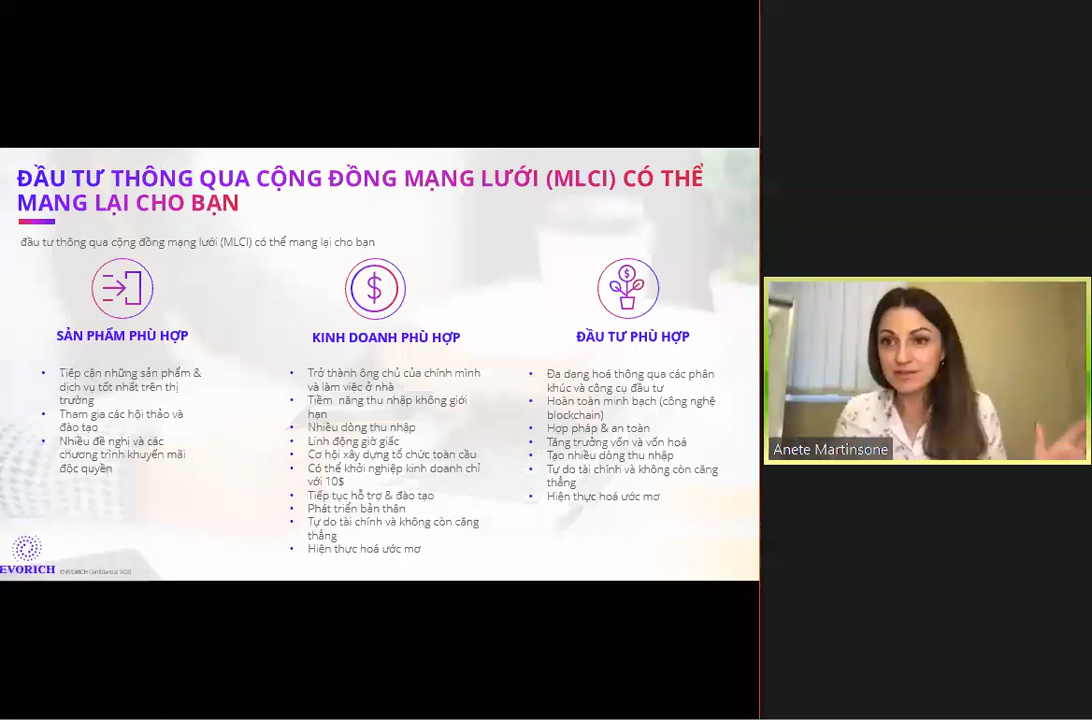 ĐẦU TƯ THÔNG QUA CỘNG ĐỒNG MẠNG LƯỚI (MLCI) CÓ THỂ
MANG LẠI CHO BẠN
đầu tư thông qua cộng đồng mạng lưới (MLCI) có thể mang lại cho bạn
SẢN PHẨM PHÙ HỢP
Tiếp cận những sản phẩm &
dịch vụ tốt nhất trên thị
trường
Tham gia các hội thảo và
đào tạo
Nhiều đề nghị và các
chương trình khuyến mãi
độc quyền
KINH DOANH PHÙ HỢP
Trở thành ông chủ của chính mình
và làm việc ở nhà
Tiềm năng thu nhập không giới
hạn
Nhiều dòng thu nhập
Linh động giờ giấc
Cơ hội xây dựng tổ chức toàn cầu
Có thể khởi nghiệp kinh doanh chỉ
với 10$
Tiếp tục hỗ trợ & đào tạo
Phát triển bản thân
Tự do tài chính và không còn căng
thẳng
Hiện thực hoá ước mơ
ĐẦU TƯ PHÙ HỢP
Đa dạng hoá thông qua các phân
khúc và công cụ đầu tư
Hoàn toàn minh bạch (công nghệ
blockchain)
Hợp pháp & an toàn
Tăng trưởng vốn và vốn hoá
Tạo nhiều dòng thu nhập
Tự do tài chính và không còn căng
thẳng
Hiện thực hoá ước mơ
EVORICH
© EVORICH Confidential 2020
Anete Martinsone